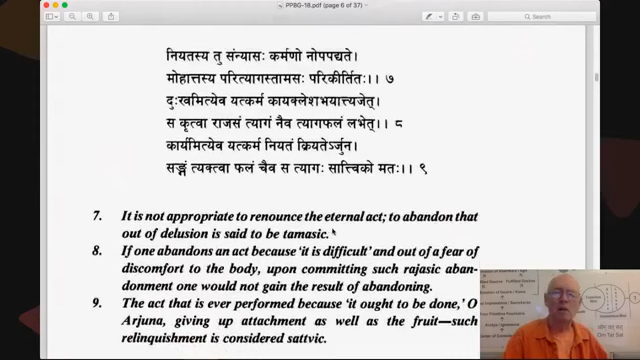 PPBG-18.pdf (page 6 of 37)
Search
नियतस्य तु संन्यासः कर्मणो नोपपद्यते
मोहात्तस्य परित्यागस्तामसः परिकीर्तितः।। ७
दुःखमित्येव यत्कर्म कायक्लेशभयात्त्यजेत्
स कृत्वा राजसं त्यागं नैव त्यागफलं लभेत्।। ८
कार्यमित्येव यत्कर्म नियतं क्रियतेऽर्जुन।
सङ्गं त्यक्त्वा फलं चैव स त्यागः सात्त्विको मतः।। ९
7. It is not appropriate to renounce the eternal act; to abandon that
out of delusion is said to be tamasic.
8. If one abandons an act because ‘it is difficult’ and out of a fear of
discomfort to the body, upon committing such rajasic aban-
donment one would not gain the result of abandoning.
9. The act that is ever performed because ‘it ought to be done,’ O
Arjuna, giving up attachment as well as the fruit—such
relinquishment is considered sattvic.
Om Tat Sat